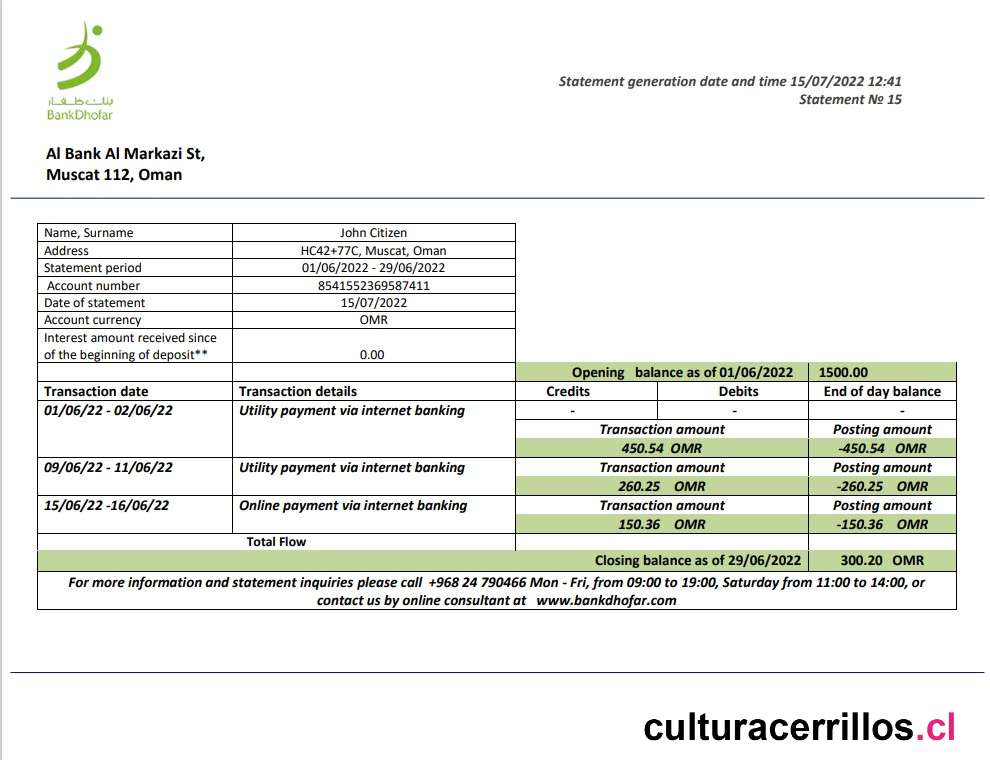 بنك ظفار
BankDhofar
Statement generation date and time 15/07/2022 12:41
Statement № 15
Al Bank Al Markazi St,
Muscat 112, Oman
Name, Surname John Citizen
Address HC42+77C, Muscat, Oman
Statement period 01/06/2022 - 29/06/2022
Account number 8541552369587411
Date of statement 15/07/2022
Account currency OMR
Interest amount received since
of the beginning of deposit** 0.00
Opening balance as of 01/06/2022 1500.00
Transaction date Transaction details Credits Debits End of day balance
01/06/22 - 02/06/22 Utility payment via internet banking - - -
Transaction amount Posting amount
450.54 OMR -450.54 OMR
09/06/22 - 11/06/22 Utility payment via internet banking Transaction amount Posting amount
260.25 OMR -260.25 OMR
15/06/22 -16/06/22 Online payment via internet banking Transaction amount Posting amount
150.36 OMR -150.36 OMR
Total Flow
Closing balance as of 29/06/2022 300.20 OMR
For more information and statement inquiries please call +968 24 790466 Mon - Fri, from 09:00 to 19:00, Saturday from 11:00 to 14:00, or
contact us by online consultant at www.bankdhofar.com
culturacerrillos.cl